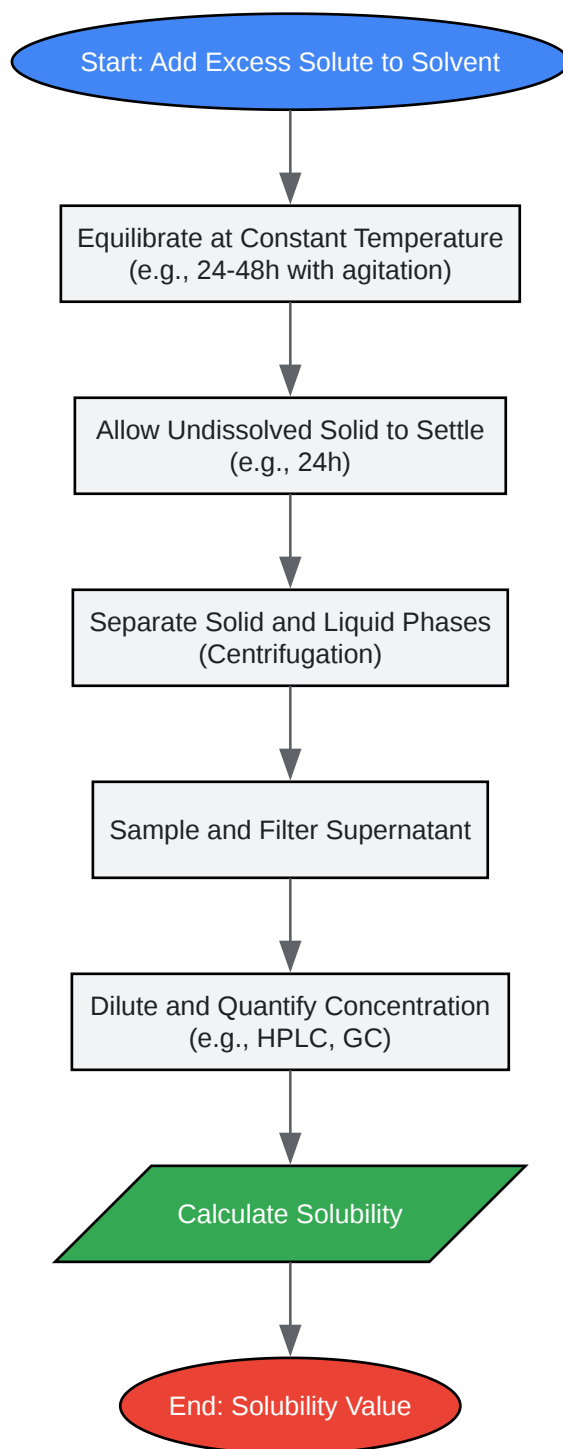 Start: Add Excess Solute to Solvent
Equilibrate at Constant Temperature
(e.g., 24-48h with agitation)
Allow Undissolved Solid to Settle
(e.g., 24h)
Separate Solid and Liquid Phases
(Centrifugation)
Sample and Filter Supernatant
Dilute and Quantify Concentration
(e.g., HPLC, GC)
Calculate Solubility
End: Solubility Value